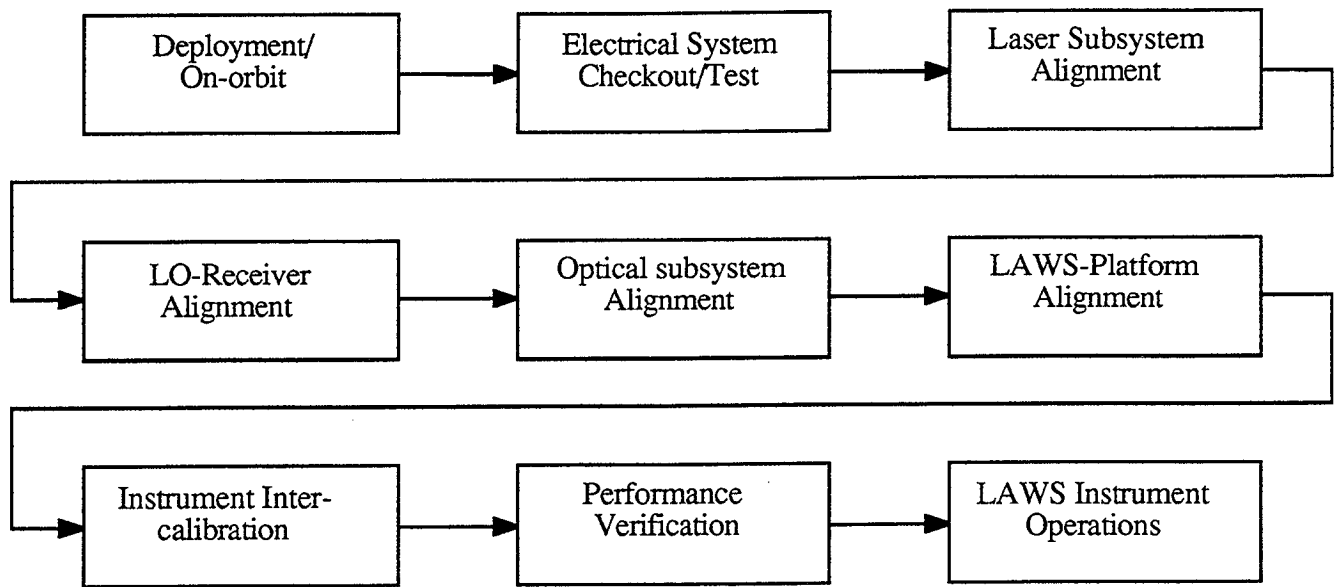 Deployment/
On-orbit
Electrical System
Checkout/Test
Laser Subsystem
Alignment
LO-Receiver
Alignment
Optical subsystem
Alignment
LAWS-Platform
Alignment
Instrument Inter-
calibration
Performance
Verification
LAWS Instrument
Operations